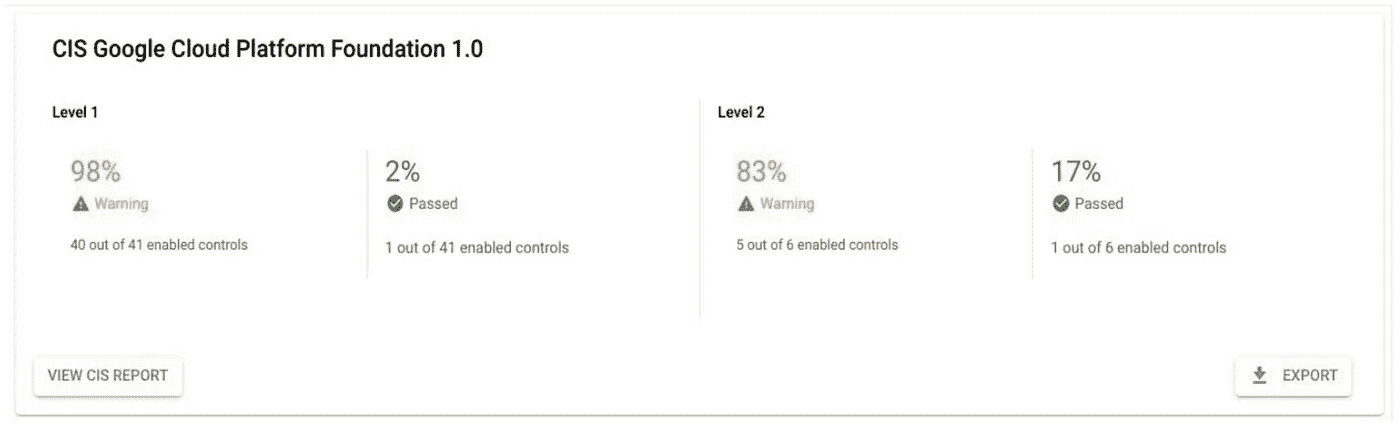 CIS Google Cloud Platform Foundation 1.0
Level 1
98%
Warning
40 out of 41 enabled controls
2%
Passed
1 out of 41 enabled controls
Level 2
83%
Warning
5 out of 6 enabled controls
17%
Passed
1 out of 6 enabled controls
VIEW CIS REPORT
EXPORT